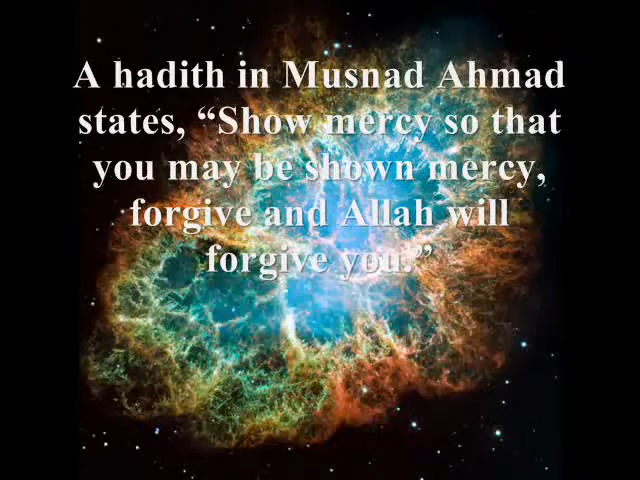 A hadith in Musnad Ahmad
states, “Show mercy so that
you may be shown mercy,
forgive and Allah will
forgive you.”